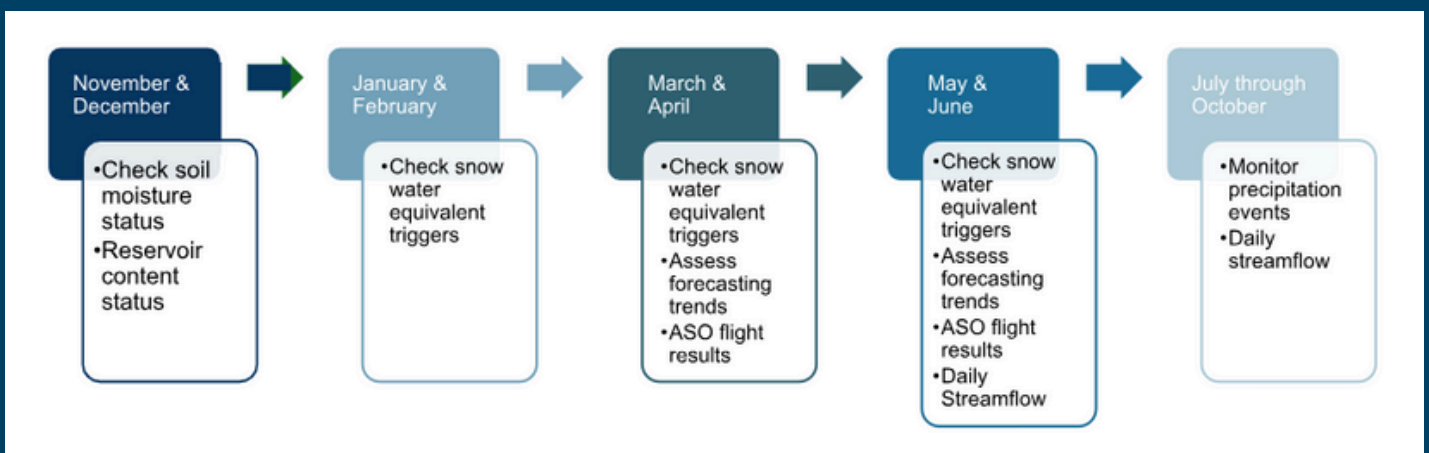 November &
December
•Check soil
moisture
status
•Reservoir
content
status
January &
February
•Check snow
water
equivalent
triggers
March &
April
•Check snow
water
equivalent
triggers
•Assess
forecasting
trends
•ASO flight
results
May &
June
•Check snow
water
equivalent
triggers
•Assess
forecasting
trends
•ASO flight
results
•Daily
Streamflow
July through
October
•Monitor
precipitation
events
•Daily
streamflow